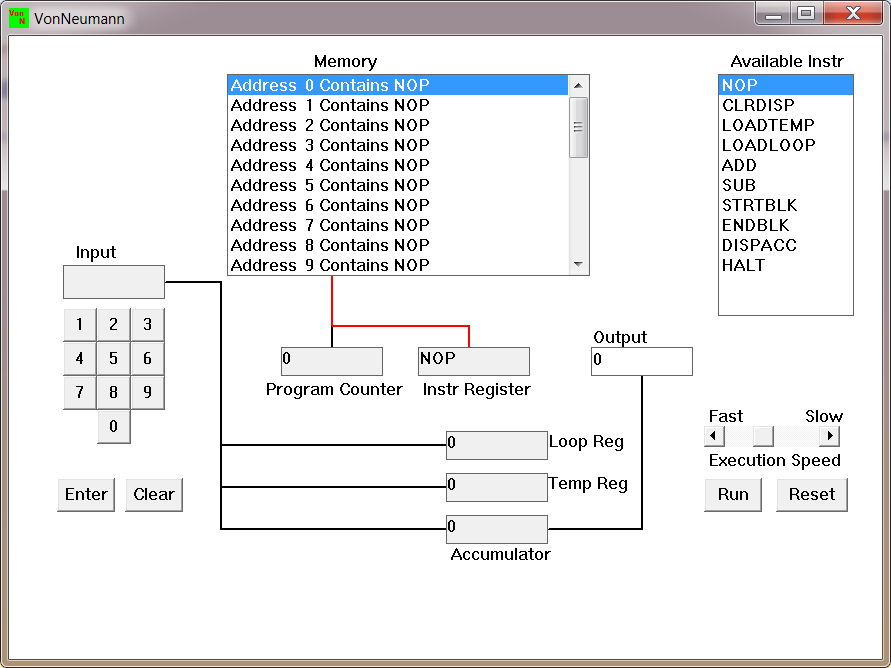 VonNeumann
Memory
Available Instr
Address 0 Contains NOP
Address 1 Contains NOP
Address 2 Contains NOP
Address 3 Contains NOP
Address 4 Contains NOP
Address 5 Contains NOP
Address 6 Contains NOP
Address 7 Contains NOP
Address 8 Contains NOP
Address 9 Contains NOP
NOP
CLRDISP
LOADTEMP
LOADLOOP
ADD
SUB
STRTBLK
ENDBLK
DISPACC
HALT
Input
1 2 3
4 5 6
7 8 9
0
Enter Clear
0
Program Counter
NOP
Instr Register
Output
0
0 Loop Reg
0 Temp Reg
0
Accumulator
Fast Slow
Execution Speed
Run Reset